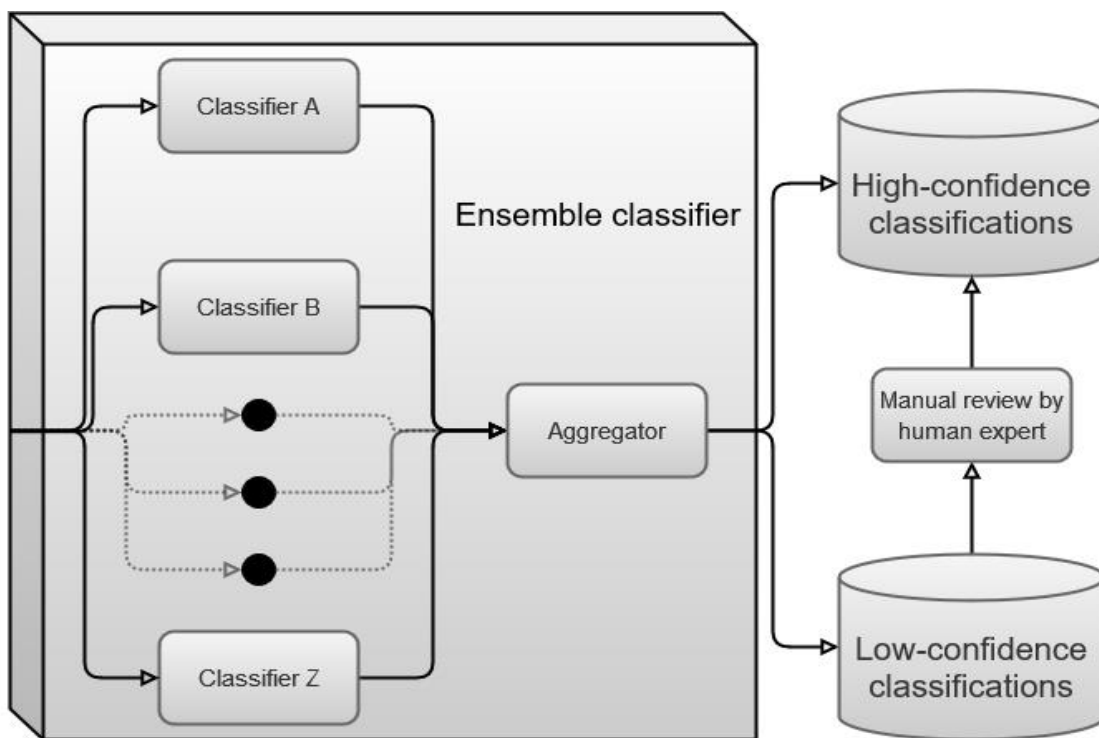 Classifier A
Ensemble classifier
Classifier B
Aggregator
Classifier Z
High-confidence
classifications
Manual review by
human expert
Low-confidence
classifications